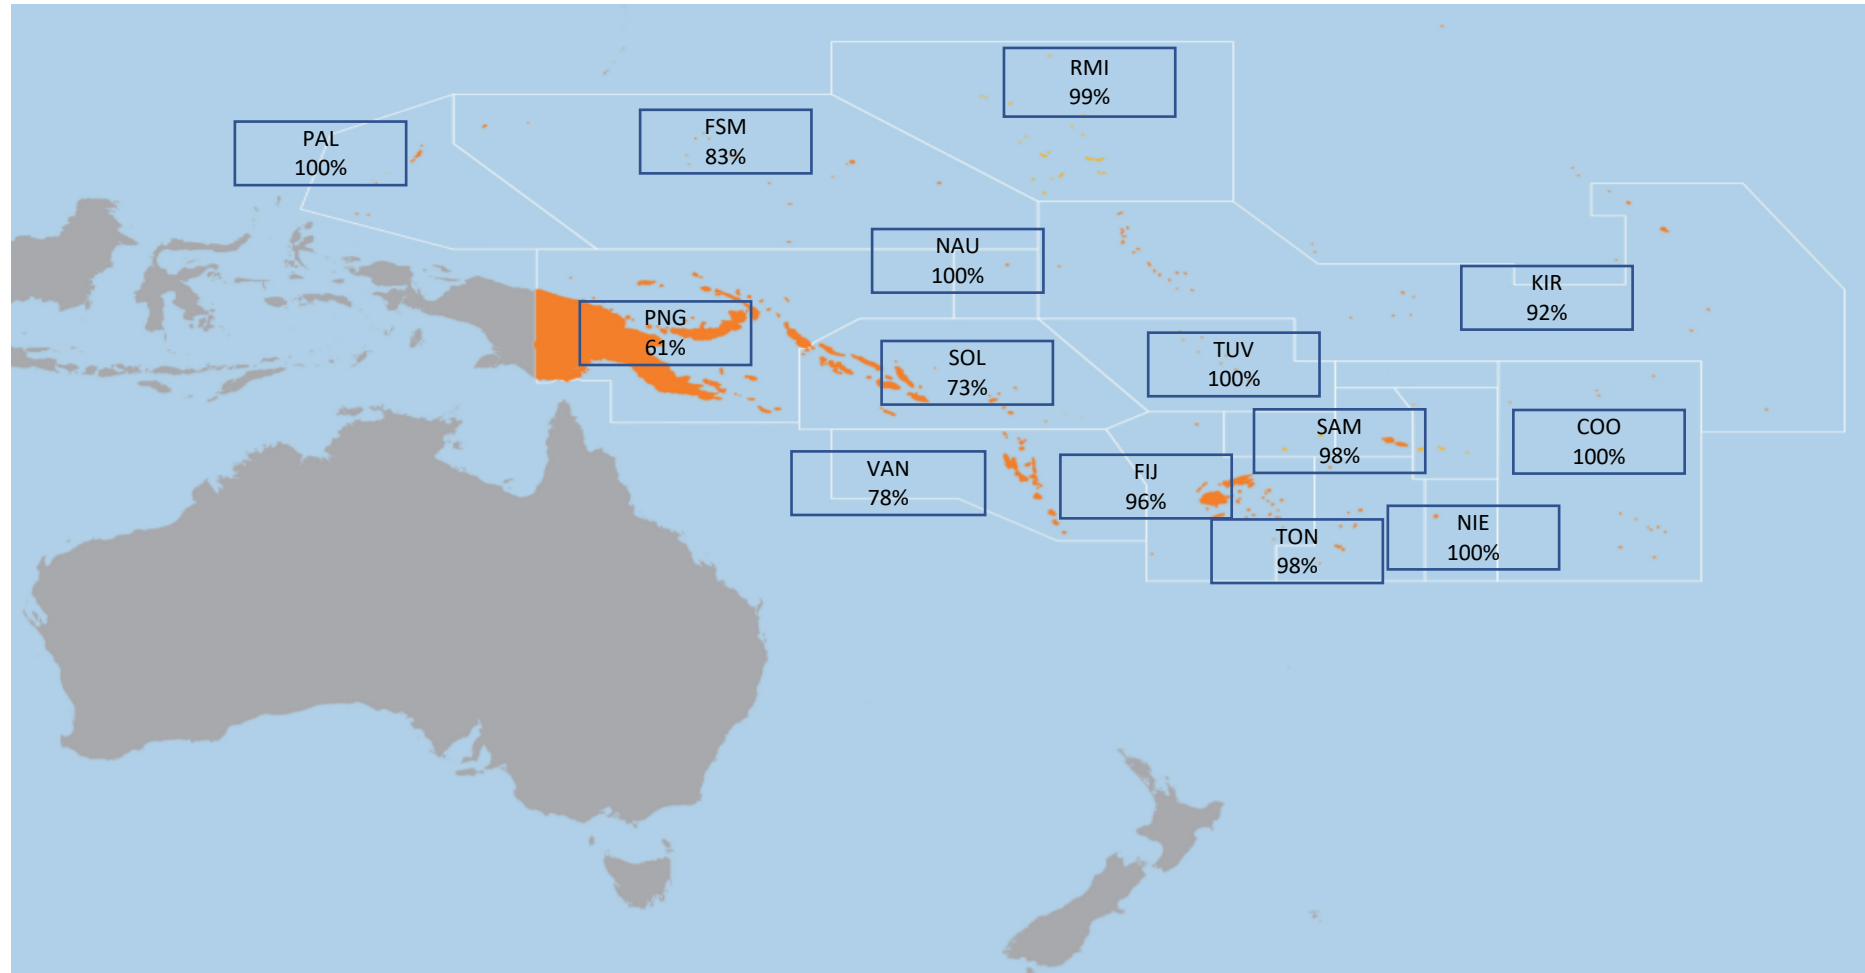 RMI
99%
PAL
100%
FSM
83%
NAU
100%
KIR
92%
PNG
61%
SOL
73%
TUV
100%
SAM
98%
COO
100%
VAN
78%
FIJ
96%
TON
98%
NIE
100%